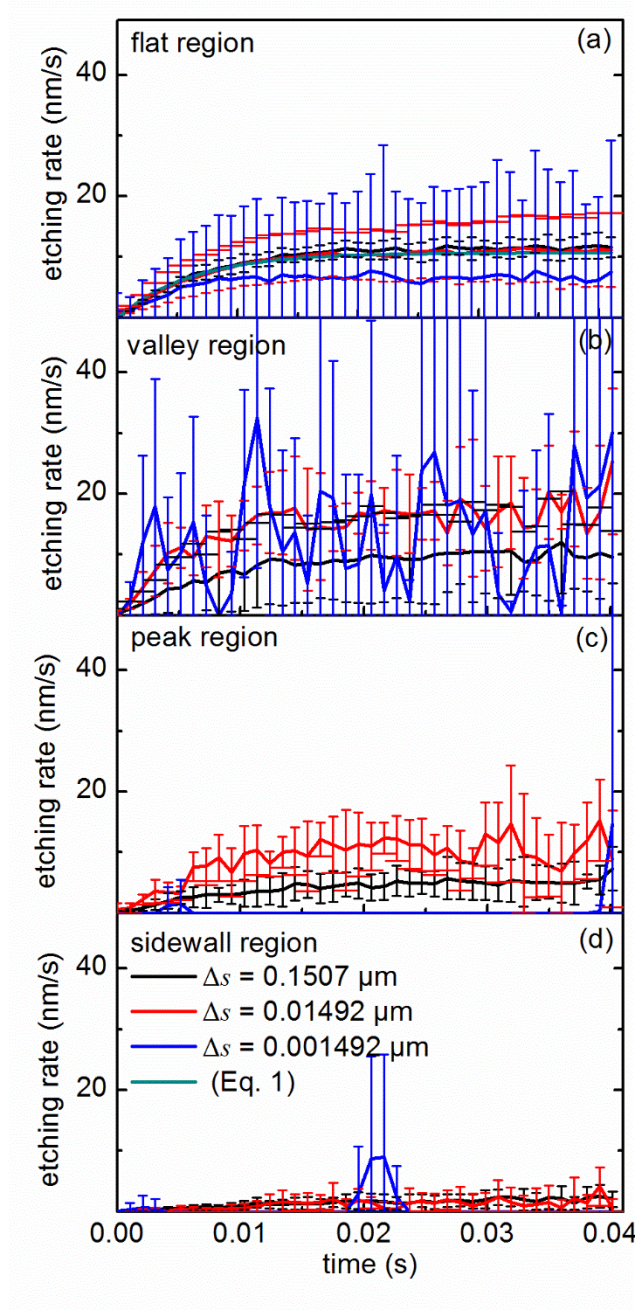 flat region (a)
40
20
etching rate (nm/s)
valley region (b)
40
20
0
etching rate (nm/s)
peak region (c)
40
20
etching rate (nm/s)
sidewall region (d)
Δs = 0.1507 μm
Δs = 0.01492 μm
Δs = 0.001492 μm
(Eq. 1)
40
20
etching rate (nm/s)
0.00 0.01 0.02 0.03 0.04
time (s)